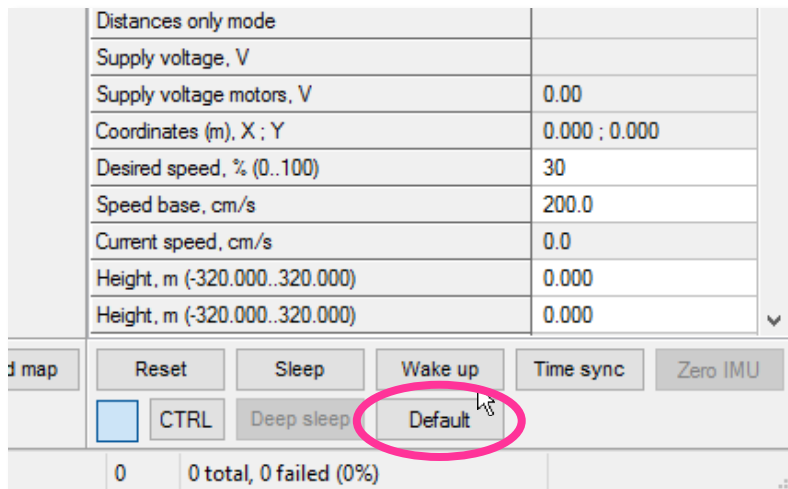 Distances only mode
Supply voltage, V
Supply voltage motors, V 0.00
Coordinates (m), X ; Y 0.000 ; 0.000
Desired speed, % (0..100) 30
Speed base, cm/s 200.0
Current speed, cm/s 0.0
Height, m (-320.000..320.000) 0.000
Height, m (-320.000..320.000) 0.000
d map Reset Sleep Wake up Time sync Zero IMU
CTRL Deep sleep Default
0 0 total, 0 failed (0%)